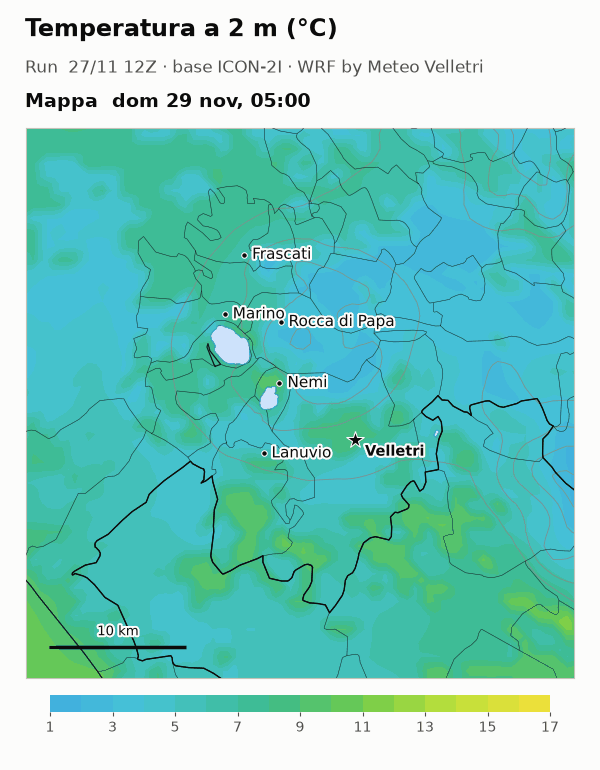 Temperatura a 2 m (°C)
Run  27/11 12Z · base ICON-2I · WRF by Meteo Velletri
Mappa  dom 29 nov, 05:00
Frascati
Marino
Rocca di Papa
Nemi
Velletri
Lanuvio
10 km
1 3 5 7 9 11 13 15 17